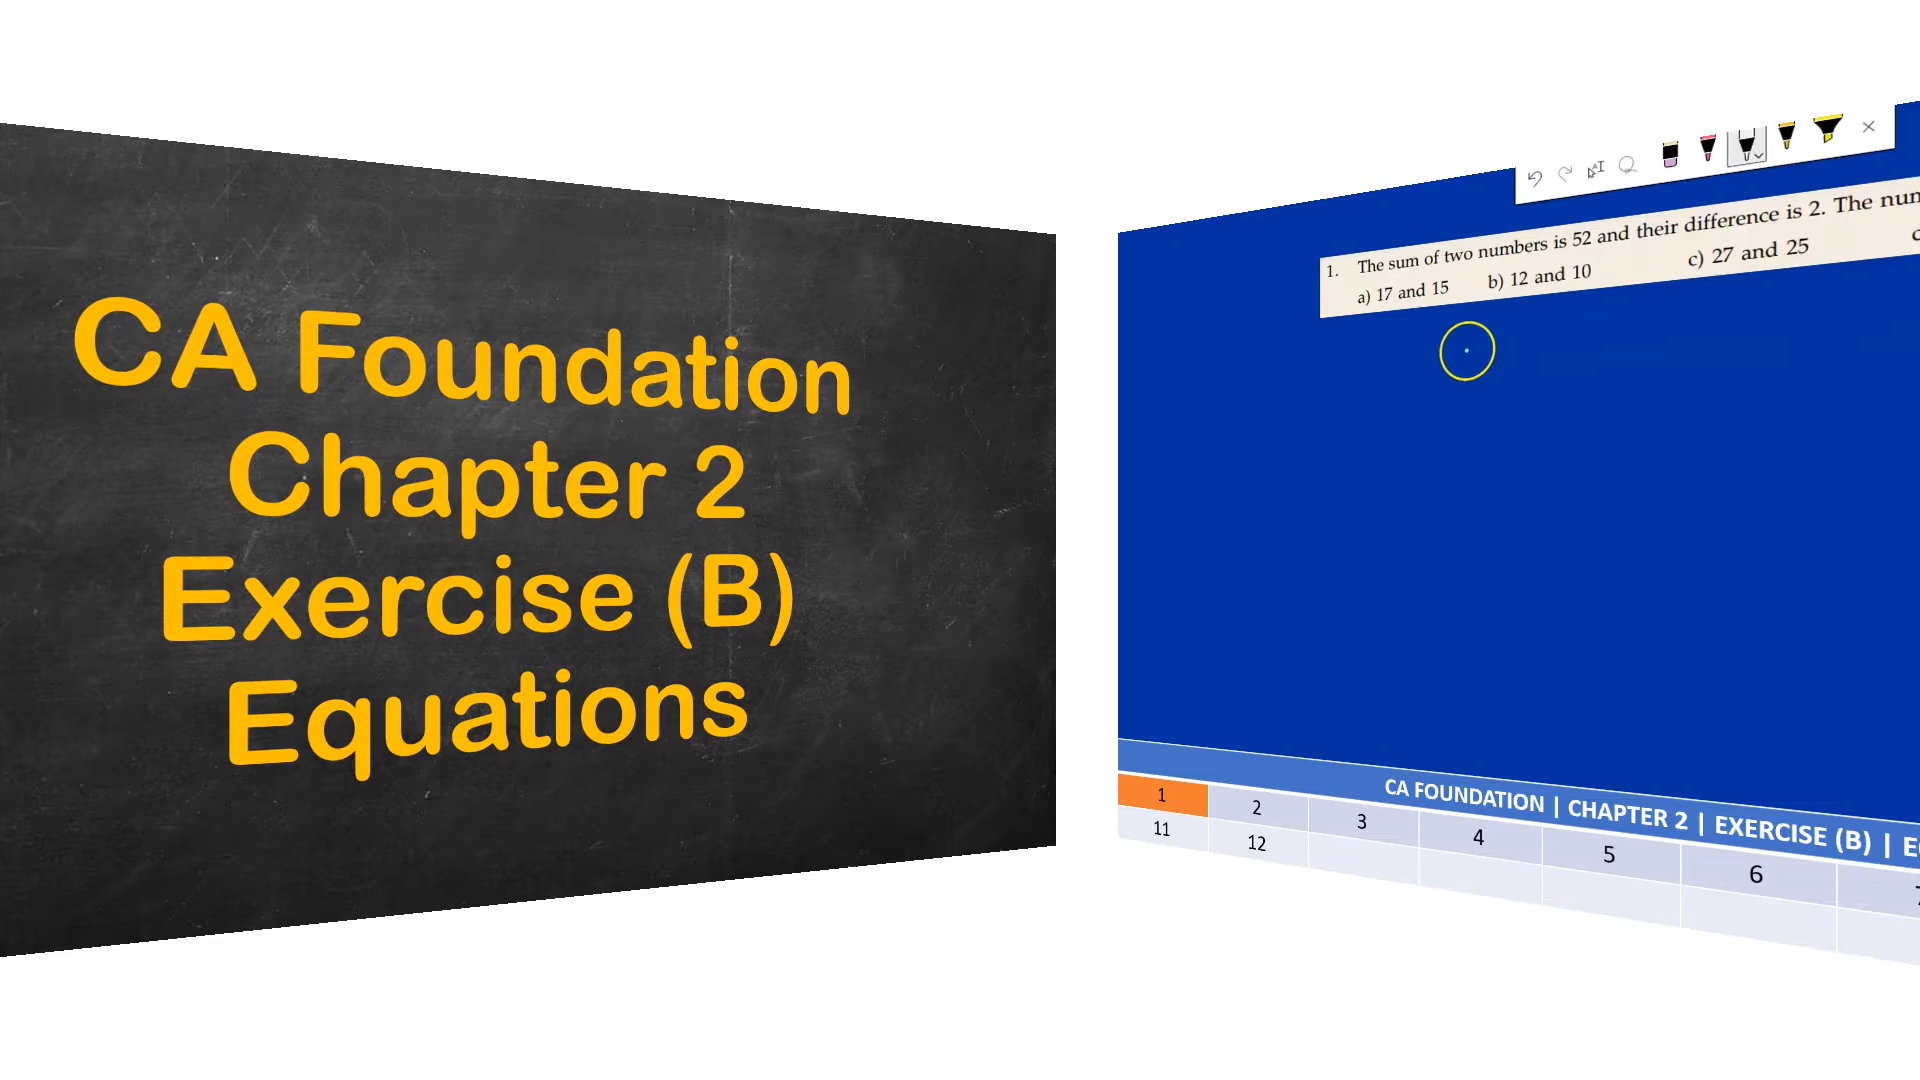 CA Foundation
Chapter 2
Exercise (B)
Equations
1. The sum of two numbers is 52 and their difference is 2. The
a) 17 and 15 b) 12 and 10 c) 27 and 25
CA FOUNDATION | CHAPTER 2 | EXERCISE (B) |
1 2 3 4 5 6
11 12